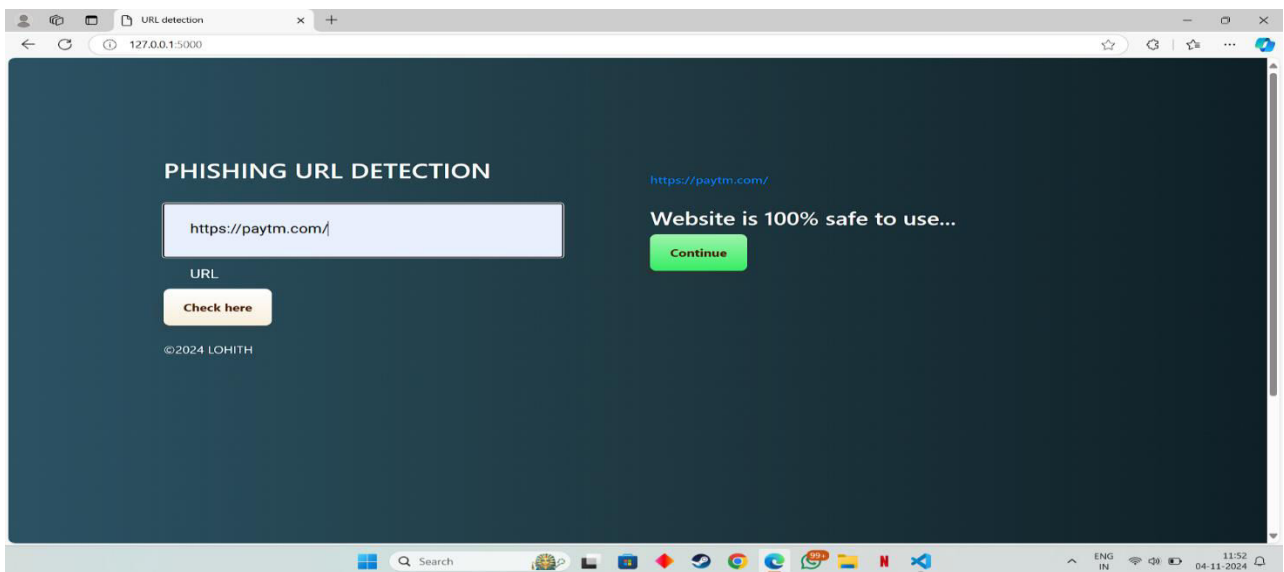 URL detection
127.0.0.1:5000
PHISHING URL DETECTION
https://paytm.com/
URL
Check here
©2024 LOHITH
https://paytm.com/
Website is 100% safe to use...
Continue
Search
99+
N
ENG
IN
11:52
04-11-2024